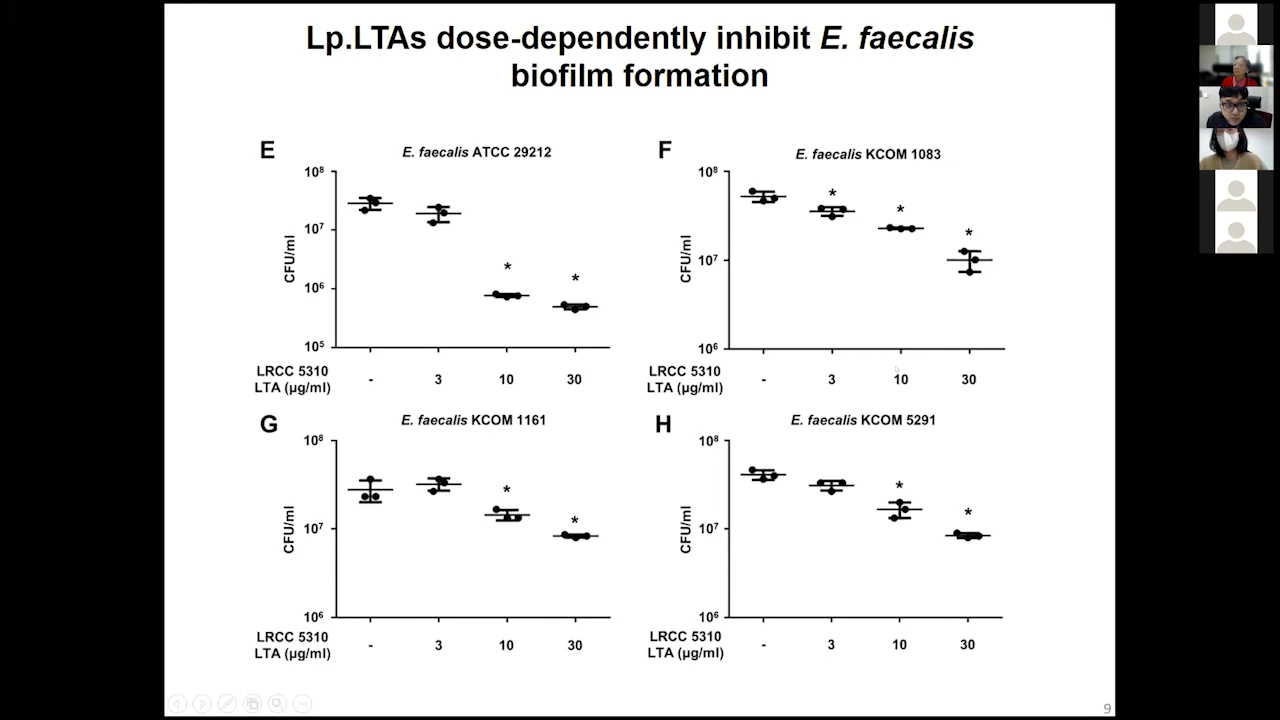 Lp.LTAs dose-dependently inhibit E. faecalis
biofilm formation
E
E. faecalis ATCC 29212
CFU/ml
10⁸
10⁷
10⁶
10⁵
LRCC 5310
LTA (µg/ml)
- 3 10 30
* *
F
E. faecalis KCOM 1083
CFU/ml
10⁸
10⁷
10⁶
LRCC 5310
LTA (µg/ml)
- 3 10 30
* * *
G
E. faecalis KCOM 1161
CFU/ml
10⁸
10⁷
10⁶
LRCC 5310
LTA (µg/ml)
- 3 10 30
* *
H
E. faecalis KCOM 5291
CFU/ml
10⁸
10⁷
10⁶
LRCC 5310
LTA (µg/ml)
- 3 10 30
* *
9